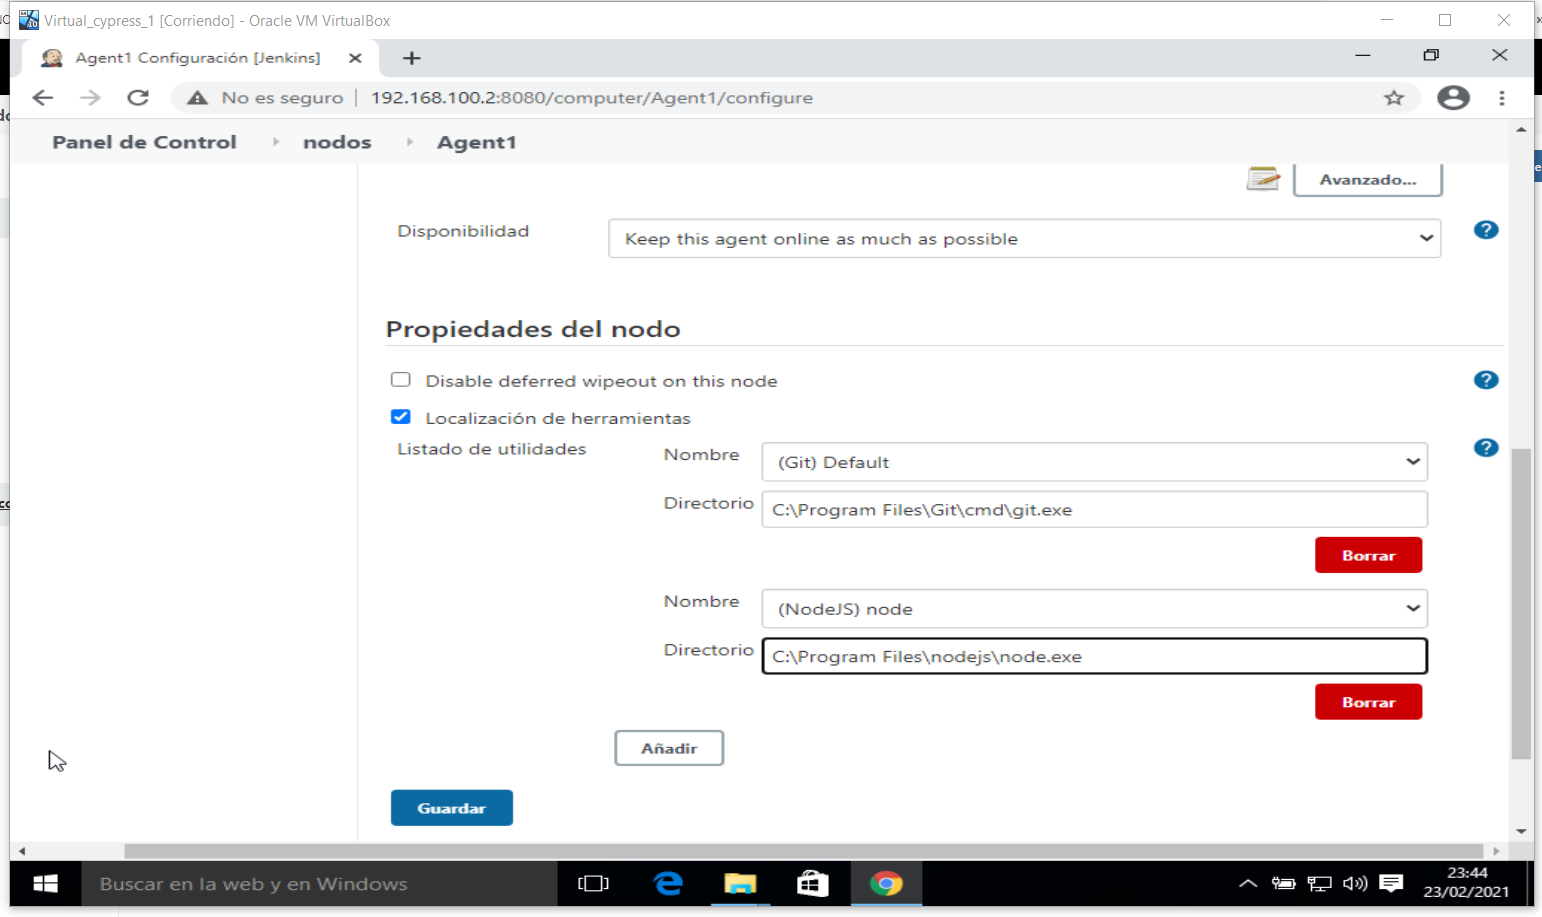 Virtual_cypress_1 [Corriendo] - Oracle VM VirtualBox
Agent1 Configuración [Jenkins]
No es seguro
192.168.100.2:8080/computer/Agent1/configure
Panel de Control
nodos
Agent1
Avanzado...
Disponibilidad
Keep this agent online as much as possible
Propiedades del nodo
Disable deferred wipeout on this node
Localización de herramientas
Listado de utilidades
Nombre
(Git) Default
Directorio
C:\Program Files\Git\cmd\git.exe
Borrar
Nombre
(NodeJS) node
Directorio
C:\Program Files\nodejs\node.exe
Borrar
Añadir
Guardar
Buscar en la web y en Windows
23:44
23/02/2021